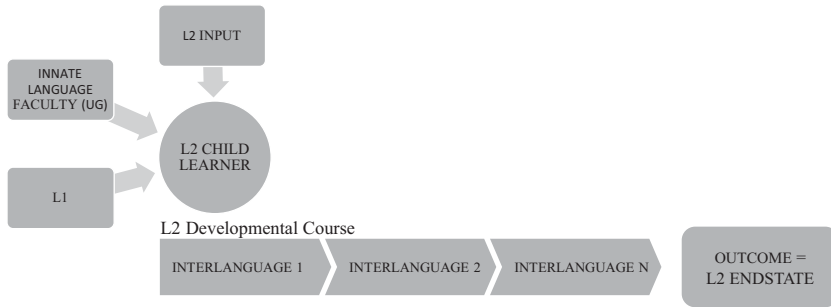 L2 INPUT
INNATE
LANGUAGE
FACULTY (UG)
L2 CHILD
LEARNER
L1
L2 Developmental Course
INTERLANGUAGE 1
INTERLANGUAGE 2
INTERLANGUAGE N
OUTCOME =
L2 ENDSTATE